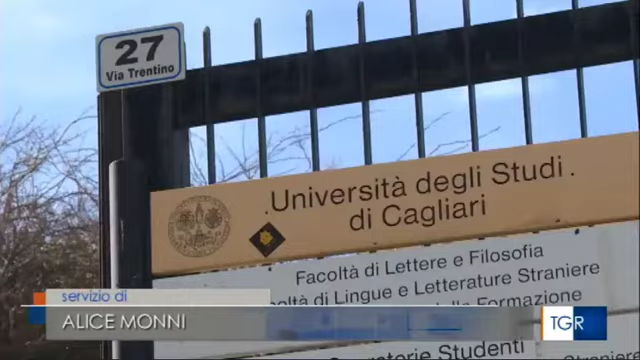 27
Via Trentino
Università degli Studi
di Cagliari
Facoltà di Lettere e Filosofia
di Lingue e Letterature Straniere
Formazione
Studenti
servizio di
ALICE MONNI
TGR